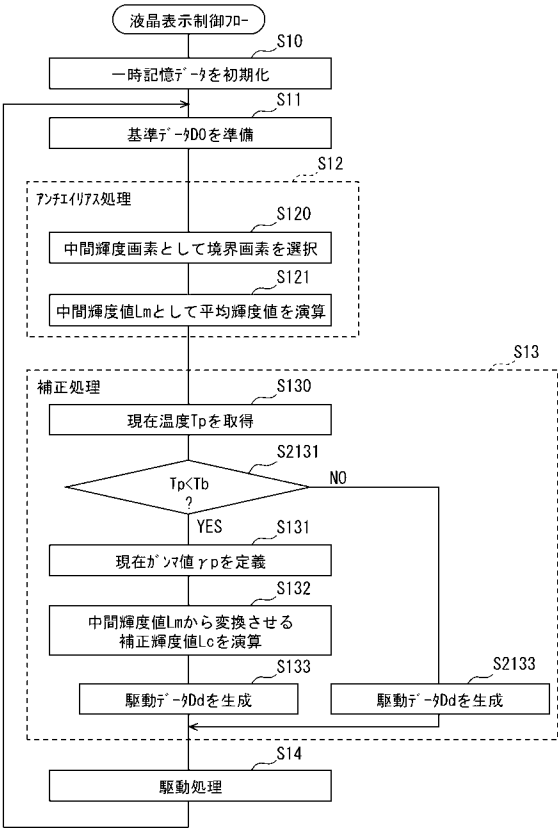 液晶表示制御フロー
S10
一時記憶データを初期化
S11
基準データD0を準備
S12
アンチエイリアス処理
S120
中間輝度画素として境界画素を選択
S121
中間輝度値Lmとして平均輝度値を演算
S13
補正処理
S130
現在温度Tpを取得
S2131
Tp<Tb
?
NO
YES
S131
現在ガンマ値γpを定義
S132
中間輝度値Lmから変換させる
補正輝度値Lcを演算
S133
駆動データDdを生成
S2133
駆動データDdを生成
S14
駆動処理